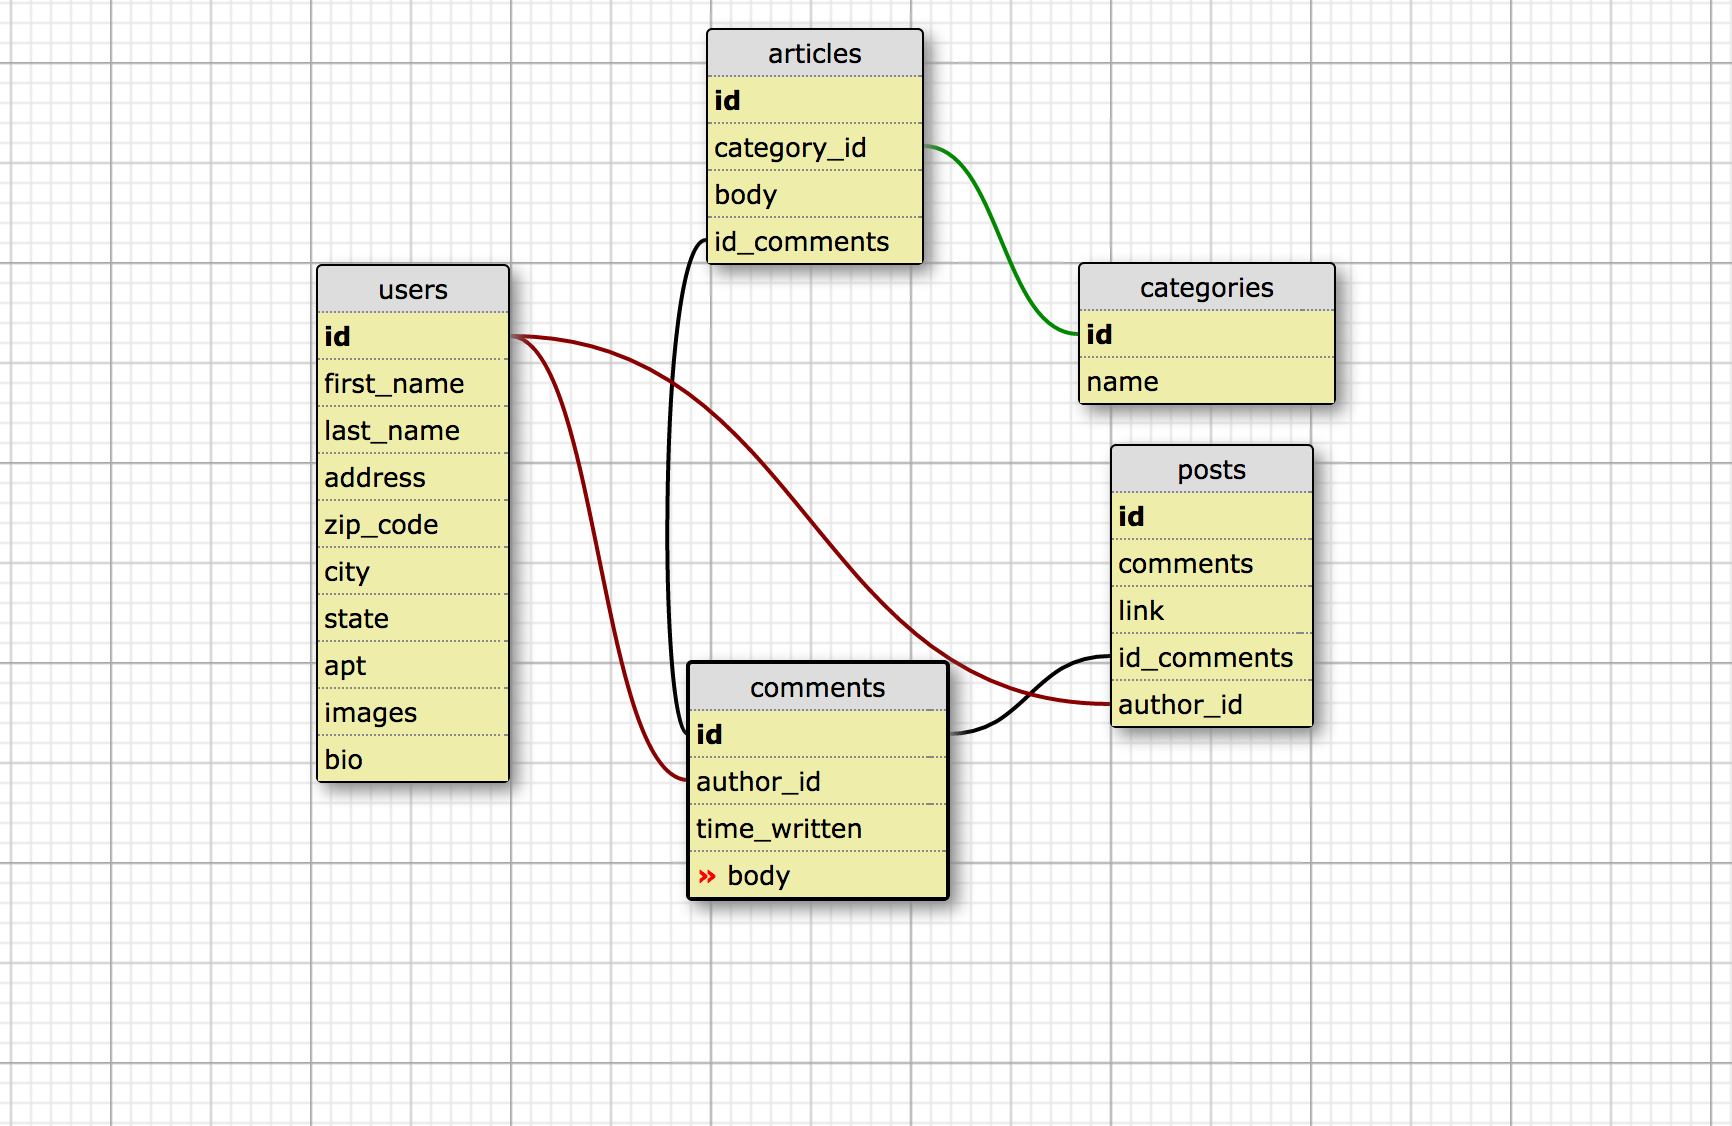 articles
id
category_id
body
id_comments
users
id
first_name
last_name
address
zip_code
city
state
apt
images
bio
categories
id
name
posts
id
comments
link
id_comments
author_id
comments
id
author_id
time_written
» body